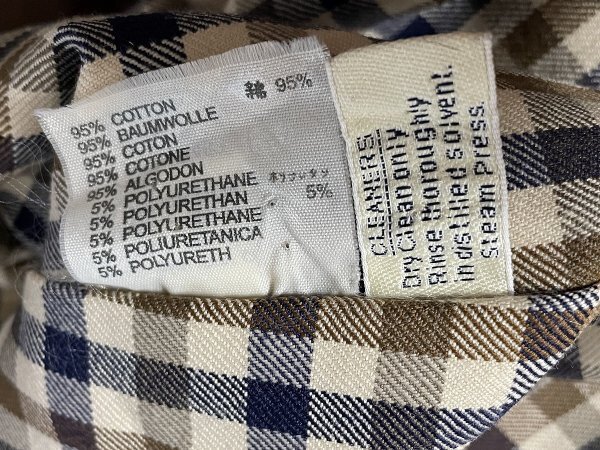 95% COTTON
95% BAUMWOLLE
95% COTON
95% COTONE
95% ALGODON
5% POLYURETHANE
5% POLYURETHAN
5% POLYURETHANE
5% POLIURETANICA
5% POLYURETH
綿 95%
ポリウレタン
5%
CLEANERS
Dry Clean only
Rinse thoroughly
in distilled solvent.
Steam Press.